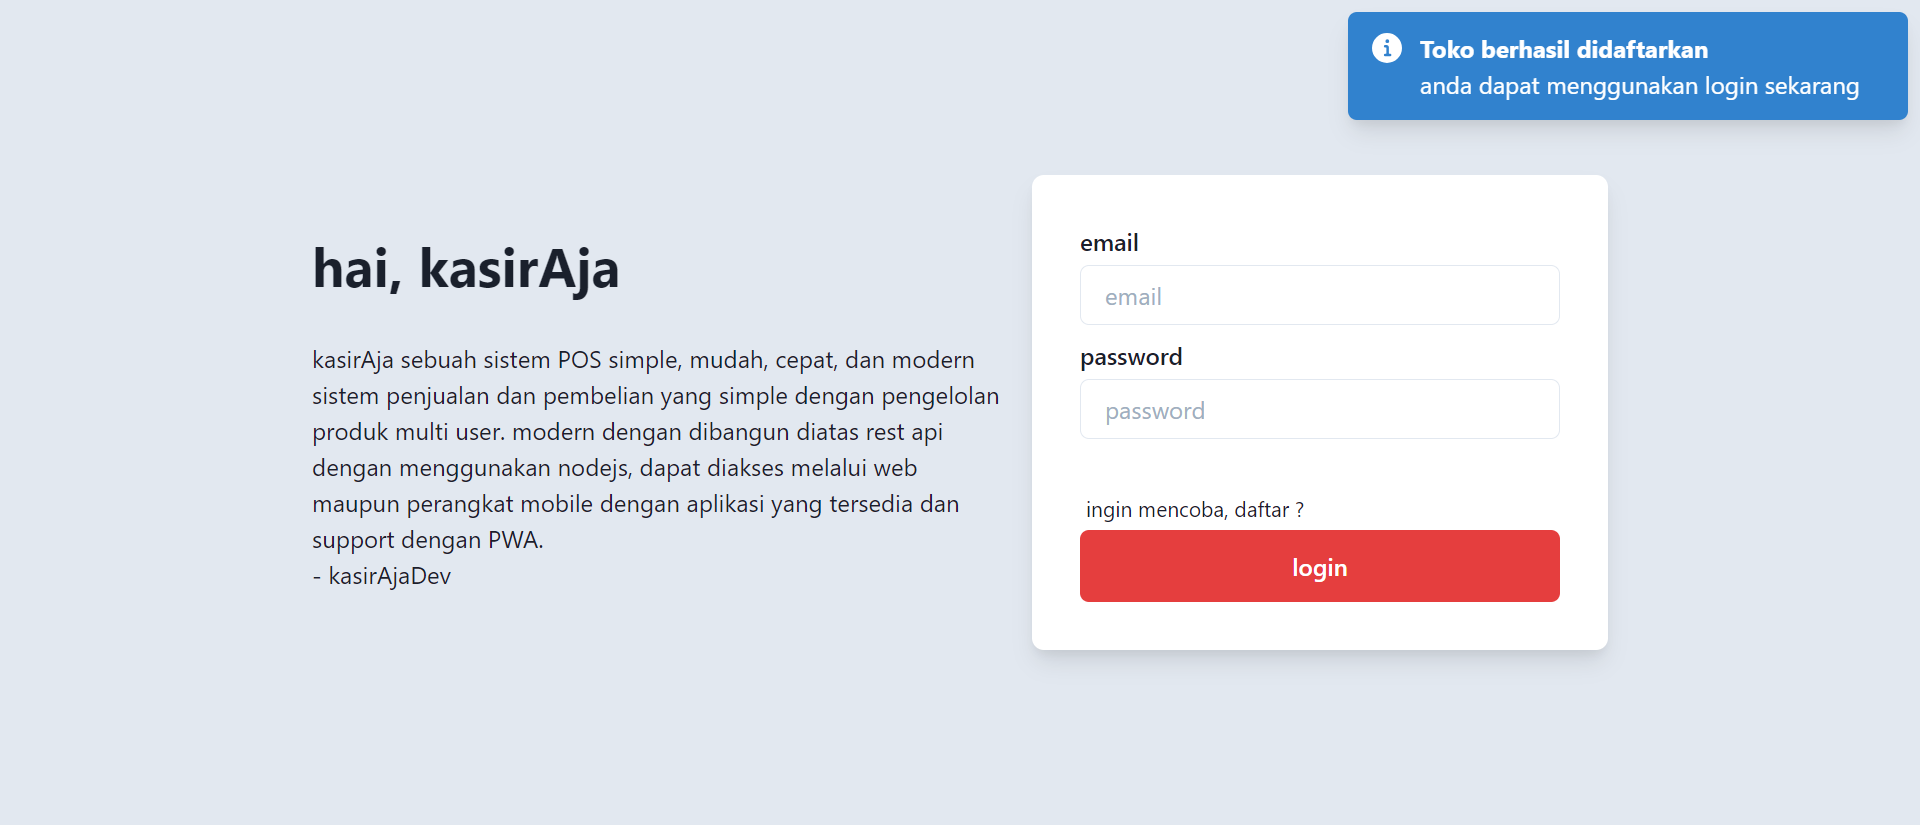 Toko berhasil didaftarkan
anda dapat menggunakan login sekarang
hai, kasirAja
kasirAja sebuah sistem POS simple, mudah, cepat, dan modern
sistem penjualan dan pembelian yang simple dengan pengelolan
produk multi user. modern dengan dibangun diatas rest api
dengan menggunakan nodejs, dapat diakses melalui web
maupun perangkat mobile dengan aplikasi yang tersedia dan
support dengan PWA.
- kasirAjaDev
email
email
password
password
ingin mencoba, daftar ?
login